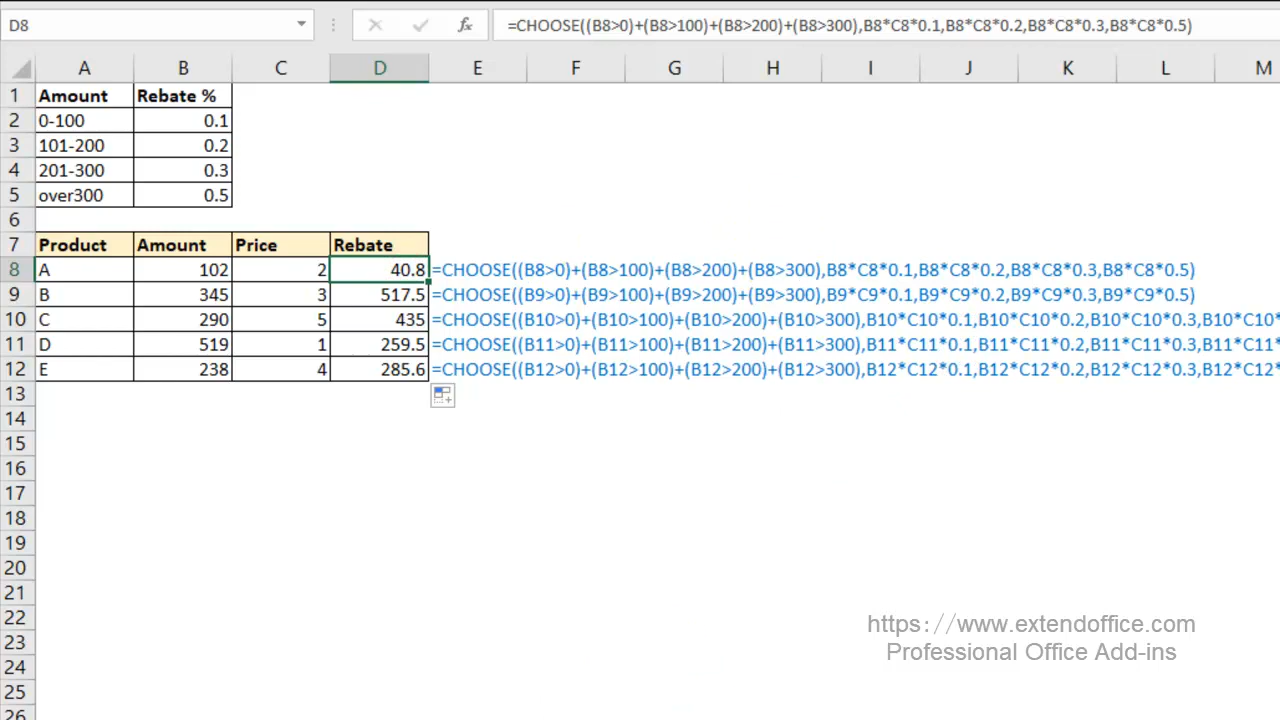 D8 fx =CHOOSE((B8>0)+(B8>100)+(B8>200)+(B8>300),B8*C8*0.1,B8*C8*0.2,B8*C8*0.3,B8*C8*0.5)
A B C D E F G H I J K L M
1 Amount Rebate %
2 0-100 0.1
3 101-200 0.2
4 201-300 0.3
5 over300 0.5
6
7 Product Amount Price Rebate
8 A 102 2 40.8 =CHOOSE((B8>0)+(B8>100)+(B8>200)+(B8>300),B8*C8*0.1,B8*C8*0.2,B8*C8*0.3,B8*C8*0.5)
9 B 345 3 517.5 =CHOOSE((B9>0)+(B9>100)+(B9>200)+(B9>300),B9*C9*0.1,B9*C9*0.2,B9*C9*0.3,B9*C9*0.5)
10 C 290 5 435 =CHOOSE((B10>0)+(B10>100)+(B10>200)+(B10>300),B10*C10*0.1,B10*C10*0.2,B10*C10*0.3,B10*C10*
11 D 519 1 259.5 =CHOOSE((B11>0)+(B11>100)+(B11>200)+(B11>300),B11*C11*0.1,B11*C11*0.2,B11*C11*0.3,B11*C11*
12 E 238 4 285.6 =CHOOSE((B12>0)+(B12>100)+(B12>200)+(B12>300),B12*C12*0.1,B12*C12*0.2,B12*C12*0.3,B12*C12*
13
14
15
16
17
18
19
20
21
22
https://www.extendoffice.com
23
Professional Office Add-ins
24
25
26